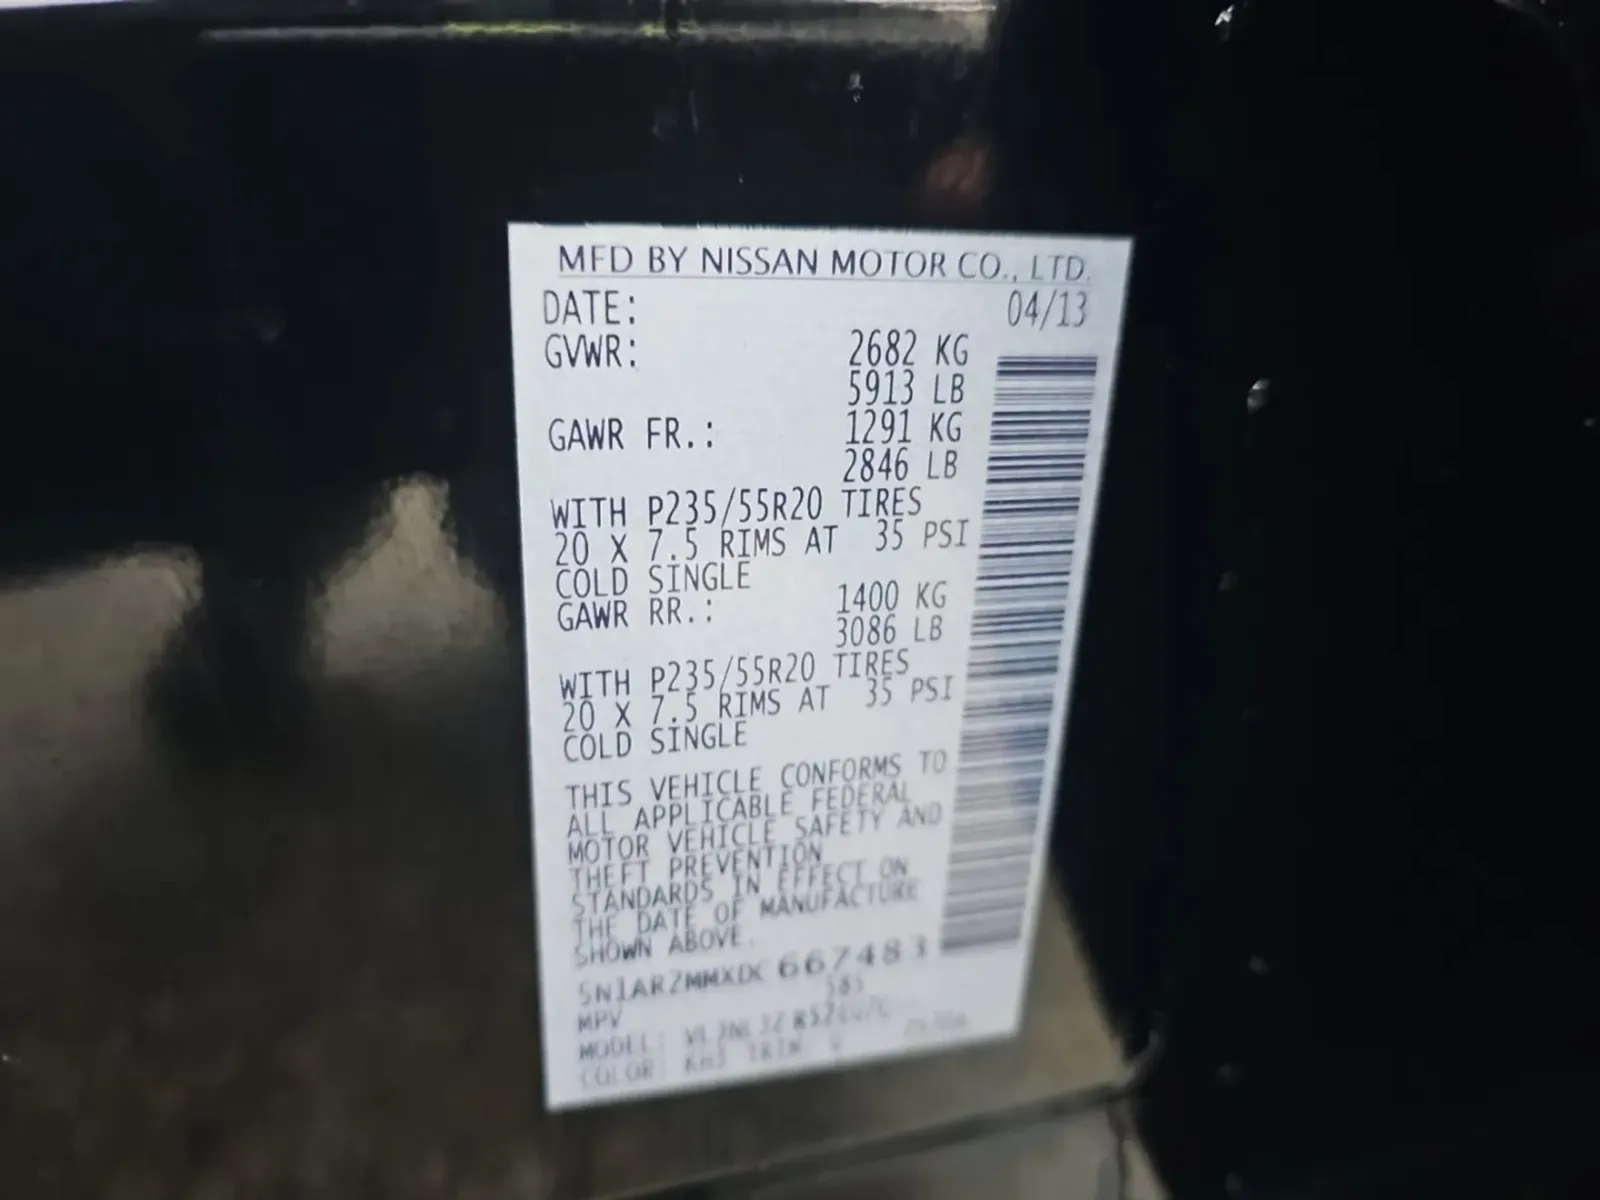 MFD BY NISSAN MOTOR CO., LTD.
DATE: 04/13
GVWR: 2682 KG
5913 LB
GAWR FR.: 1291 KG
2846 LB
WITH P235/55R20 TIRES
20 X 7.5 RIMS AT 35 PSI
COLD SINGLE
GAWR RR.: 1400 KG
3086 LB
WITH P235/55R20 TIRES
20 X 7.5 RIMS AT 35 PSI
COLD SINGLE
THIS VEHICLE CONFORMS TO
ALL APPLICABLE FEDERAL
MOTOR VEHICLE SAFETY AND
THEFT PREVENTION
STANDARDS IN EFFECT ON
THE DATE OF MANUFACTURE
SHOWN ABOVE.
5N1AR2MMXDC 667483
MPV
MODEL:
COLOR: